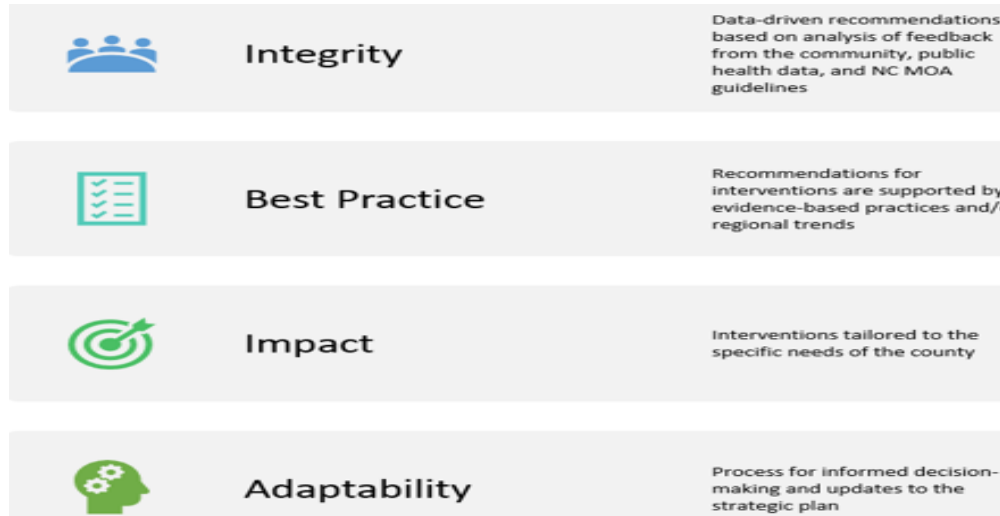 Integrity
Data-driven recommendations
based on analysis of feedback
from the community, public
health data, and NC MOA
guidelines
Best Practice
Recommendations for
interventions are supported by
evidence-based practices and/
regional trends
Impact
Interventions tailored to the
specific needs of the county
Adaptability
Process for informed decision-
making and updates to the
strategic plan